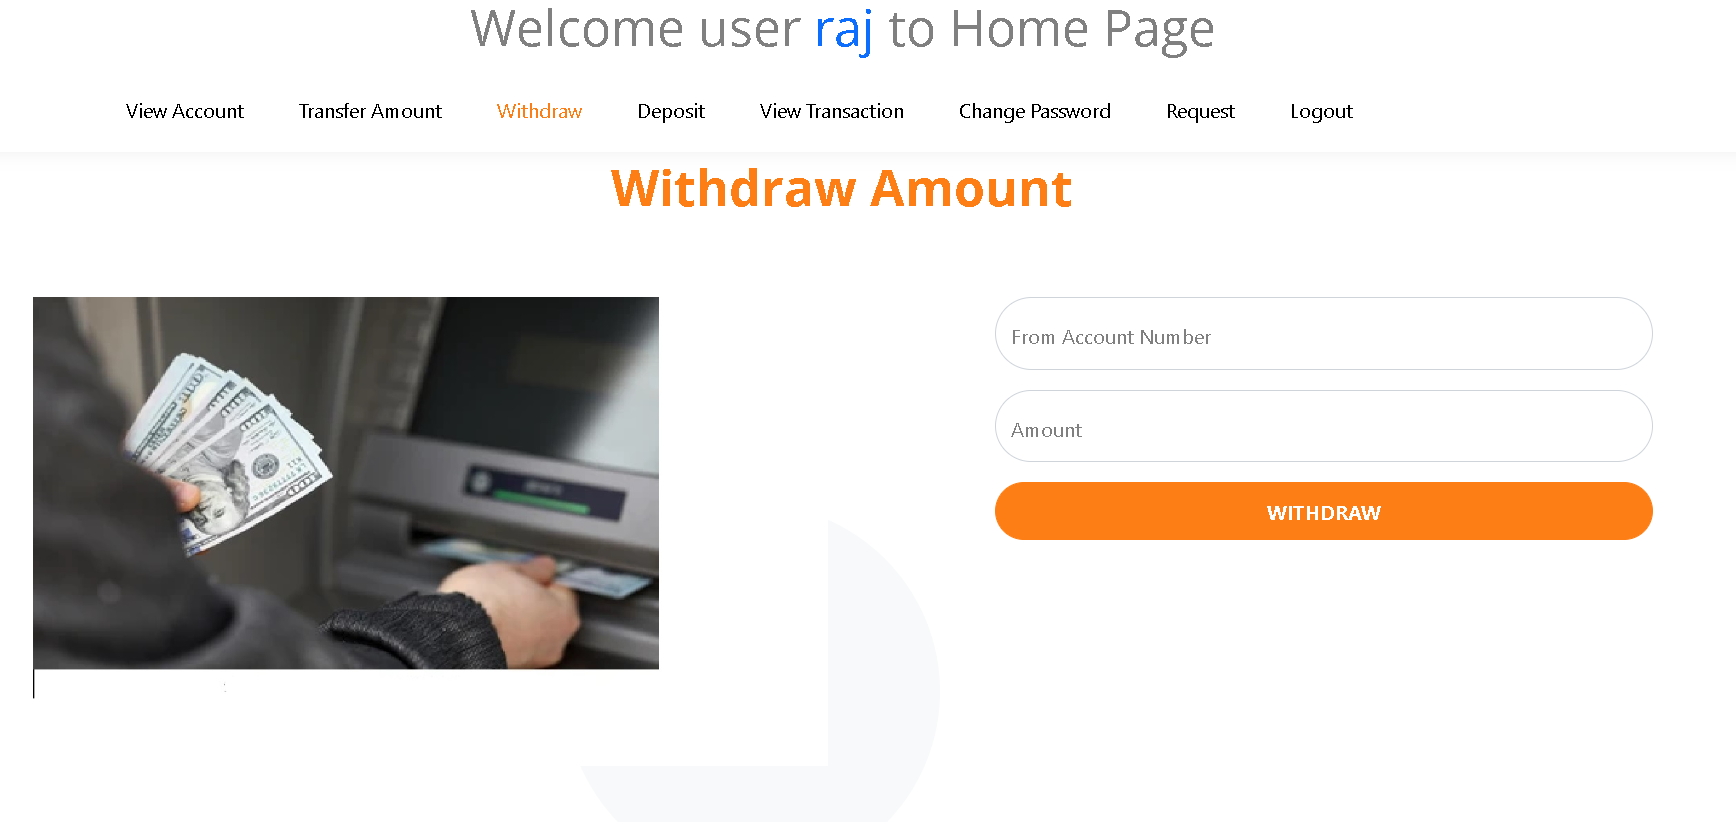 Welcome user raj to Home Page
View Account Transfer Amount Withdraw Deposit View Transaction Change Password Request Logout
Withdraw Amount
From Account Number
Amount
WITHDRAW